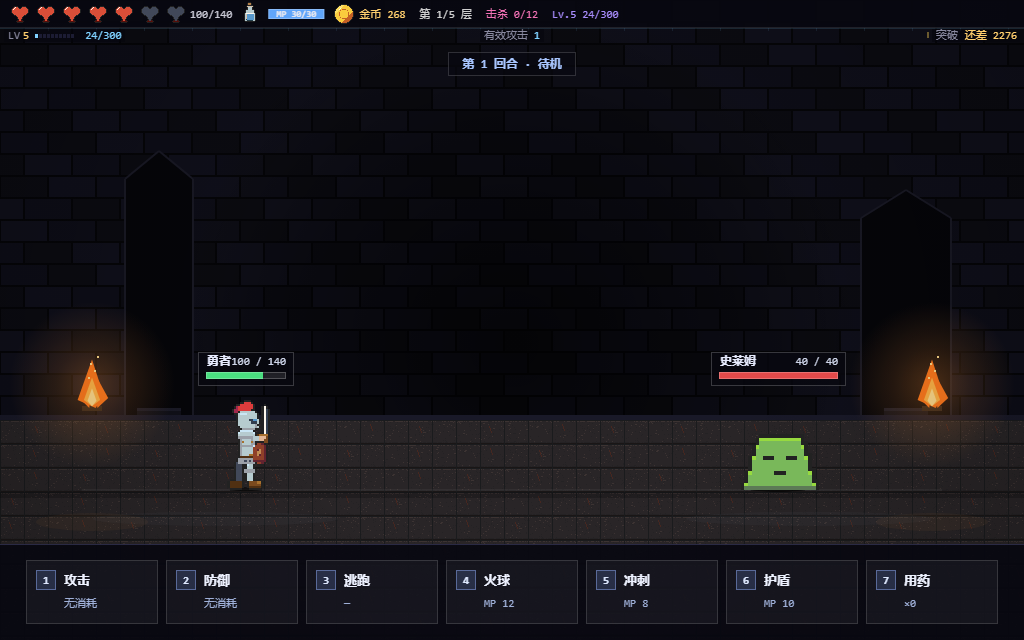 100/140 MP 30/30 金币 268 第 1/5 层 击杀 0/12 Lv.5 24/300
LV 5 24/300 有效攻击 1 突破 还差 2276
第 1 回合 · 待机
勇者100 / 140
史莱姆 40 / 40
1 攻击 2 防御 3 逃跑 4 火球 5 冲刺 6 护盾 7 用药
无消耗 无消耗 — MP 12 MP 8 MP 10 ×0